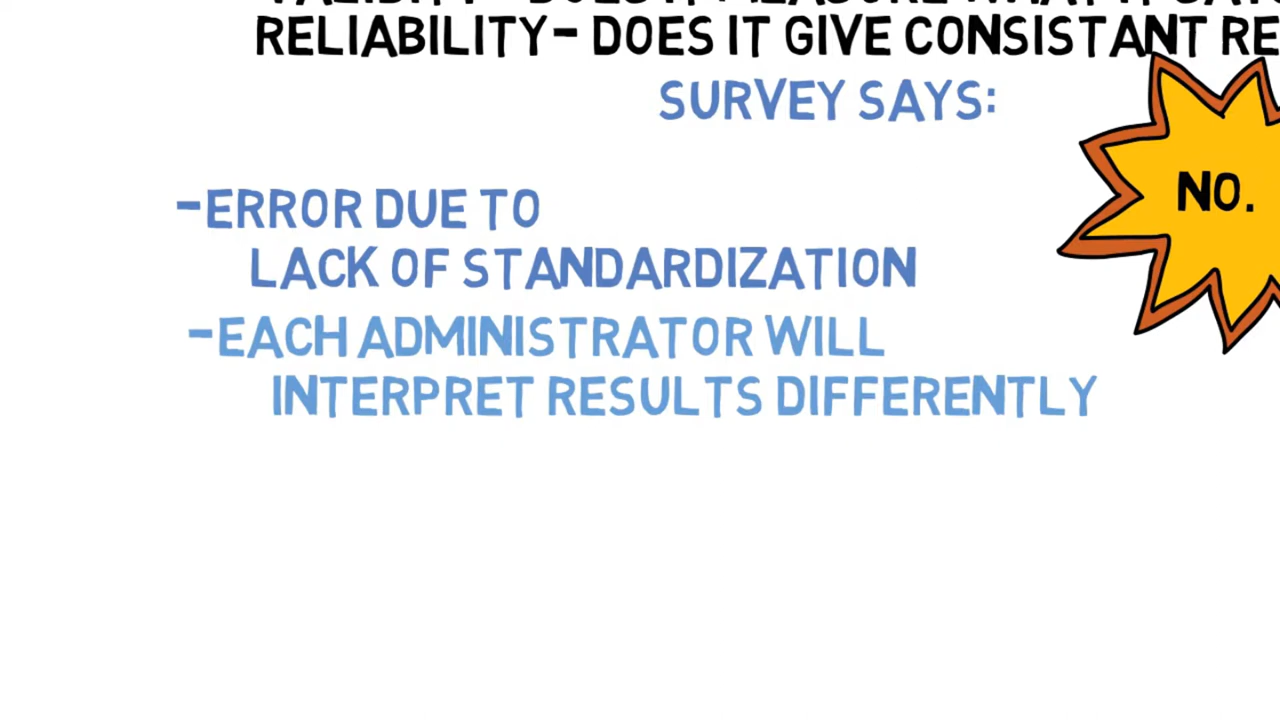 RELIABILITY- DOES IT GIVE CONSISTANT RE
SURVEY SAYS:
NO.
-ERROR DUE TO
LACK OF STANDARDIZATION
-EACH ADMINISTRATOR WILL
INTERPRET RESULTS DIFFERENTLY